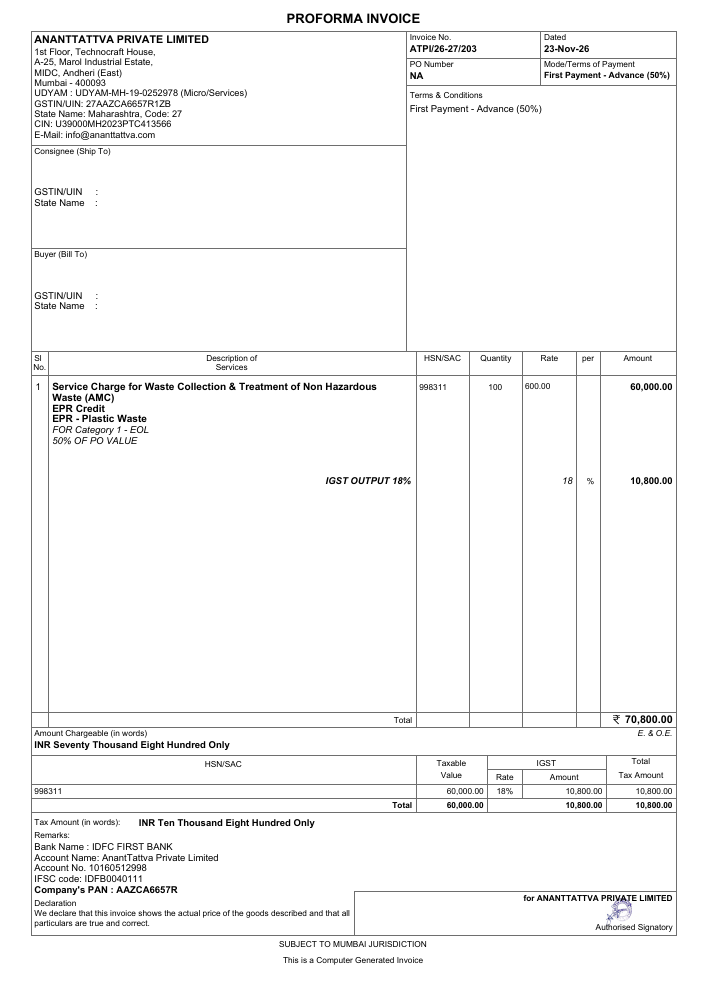 PROFORMA INVOICE
ANANTTATTVA PRIVATE LIMITED
1st Floor, Technocraft House,
A-25, Marol Industrial Estate,
MIDC, Andheri (East)
Mumbai - 400093
UDYAM : UDYAM-MH-19-0252978 (Micro/Services)
GSTIN/UIN: 27AAZCA6657R1ZB
State Name: Maharashtra, Code: 27
CIN: U39000MH2023PTC413566
E-Mail: info@ananttattva.com
Invoice No.
ATPI/26-27/203
Dated
23-Nov-26
PO Number
NA
Mode/Terms of Payment
First Payment - Advance (50%)
Terms & Conditions
First Payment - Advance (50%)
Consignee (Ship To)
GSTIN/UIN :
State Name :
Buyer (Bill To)
GSTIN/UIN :
State Name :
Sl No. Description of Services HSN/SAC Quantity Rate per Amount
1 Service Charge for Waste Collection & Treatment of Non Hazardous 998311 100 600.00 60,000.00
Waste (AMC)
EPR Credit
EPR - Plastic Waste
FOR Category 1 - EOL
50% OF PO VALUE
IGST OUTPUT 18% 18 % 10,800.00
Total ₹ 70,800.00
Amount Chargeable (in words) E. & O.E.
INR Seventy Thousand Eight Hundred Only
HSN/SAC Taxable Value IGST Total Tax Amount
Rate Amount
998311 60,000.00 18% 10,800.00 10,800.00
Total 60,000.00 10,800.00 10,800.00
Tax Amount (in words): INR Ten Thousand Eight Hundred Only
Remarks:
Bank Name : IDFC FIRST BANK
Account Name: AnantTattva Private Limited
Account No. 10160512998
IFSC code: IDFB0040111
Company's PAN : AAZCA6657R
Declaration
We declare that this invoice shows the actual price of the goods described and that all
particulars are true and correct.
for ANANTTATTVA PRIVATE LIMITED
Authorised Signatory
SUBJECT TO MUMBAI JURISDICTION
This is a Computer Generated Invoice